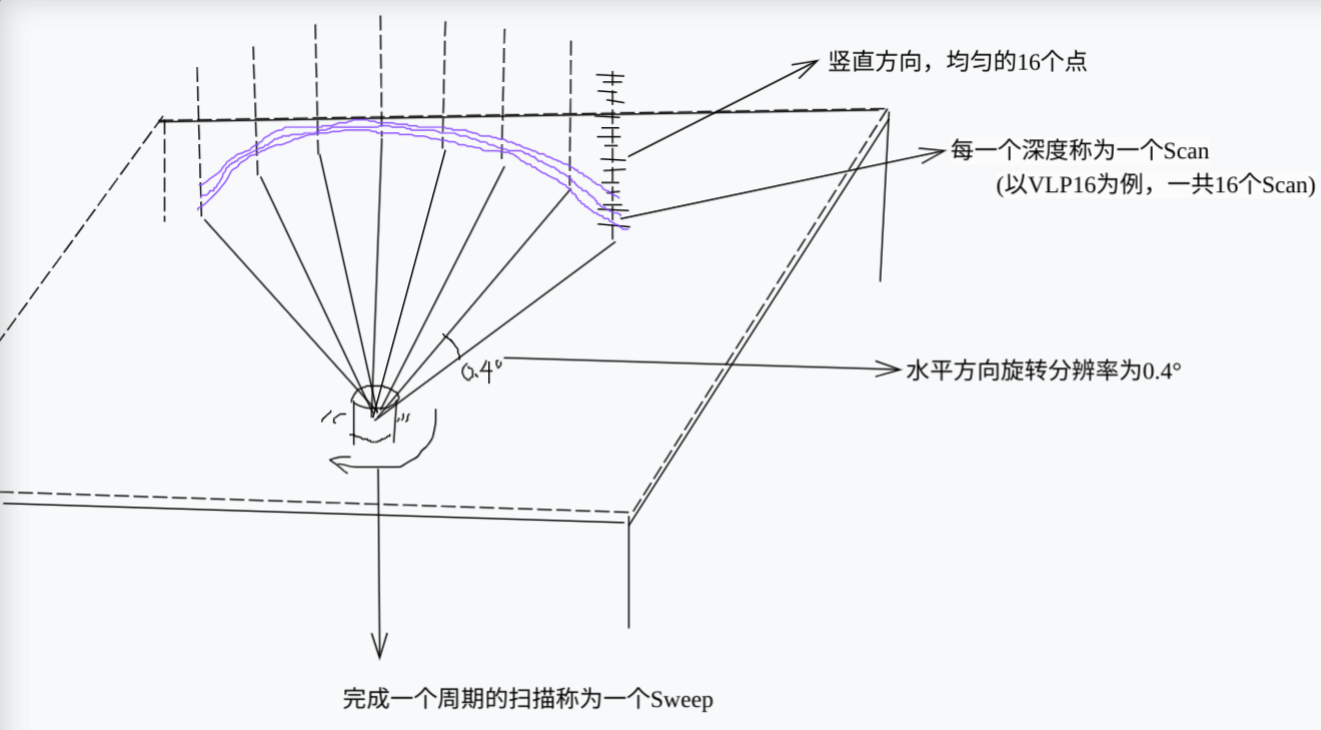 竖直方向，均匀的16个点
每一个深度称为一个Scan
(以VLP16为例，一共16个Scan)
0.4°
水平方向旋转分辨率为0.4°
完成一个周期的扫描称为一个Sweep